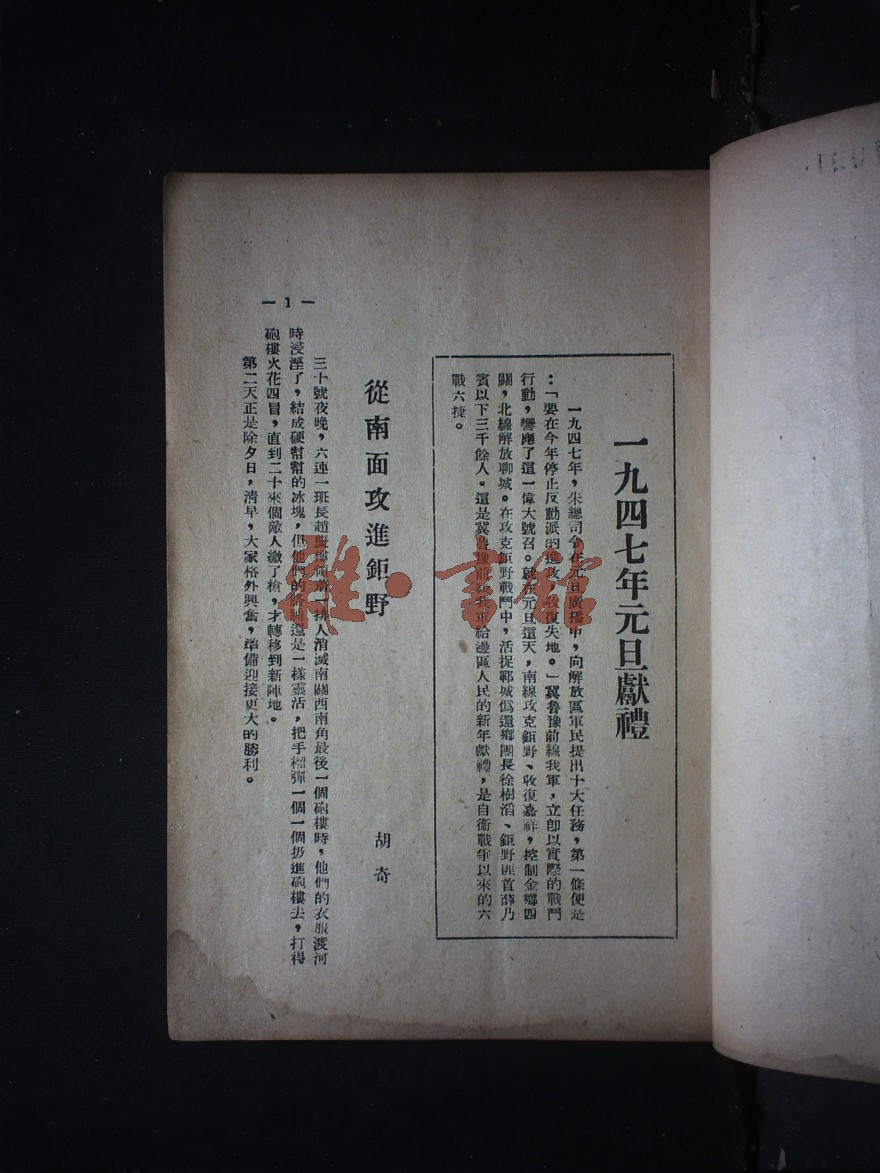 一九四七年元旦獻禮
一九四七年，朱總司令在元旦廣播中，向解放區軍民提出十大任務，第一條便是
：「要在今年停止反動派的進攻，收復失地。」冀魯豫前線我軍，立卽以實際的戰鬥
行動，響應了這一偉大號召。就在元旦這天，南線攻克鉅野、收復嘉祥，控制金鄉四
關，北線解放聊城。在攻克鉅野戰鬥中，活捉鄆城僞還鄉團長徐樹滔、鉅野匪首薛乃
賓以下三千餘人。這是冀魯豫前線我軍給邊區人民的新年獻禮，是自衛戰爭以來的六
戰六捷。
從南面攻進鉅野
胡奇
三十號夜晚，六連一班長趙 排人消滅南關西南角最後一個砲樓時，他們的衣服渡河
時浸溼了，結成硬幫幫的冰塊，但他們的 還是一樣靈活，把手榴彈一個一個扔進砲樓去，打得
砲樓火花四冒，直到二十來個敵人繳了槍，才轉移到新陣地。
第二天正是除夕日，淸早，大家格外興奮，準備迎接更大的勝利。
— 1 —
雅·書館